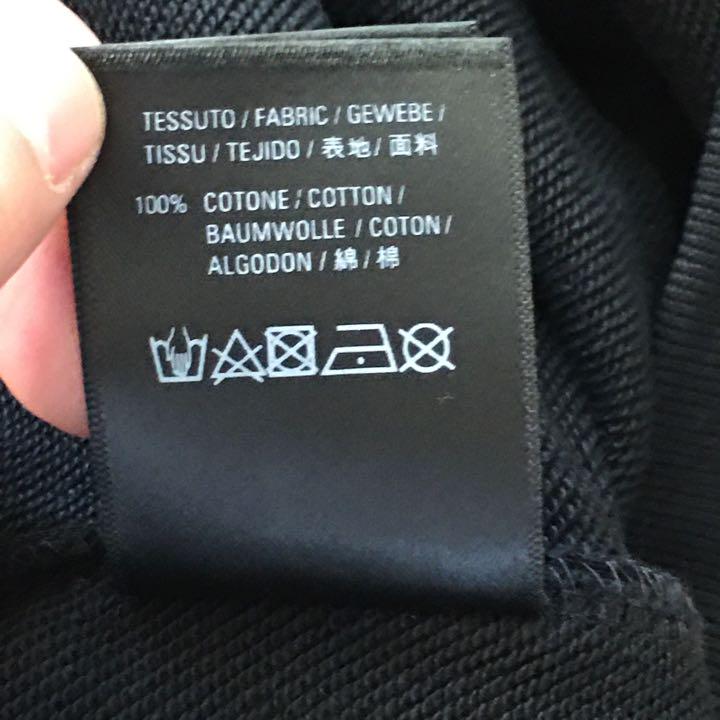 TESSUTO / FABRIC / GEWEBE /
TISSU / TEJIDO / 表地 / 面料
100% COTONE / COTTON /
BAUMWOLLE / COTON /
ALGODON / 綿 / 棉